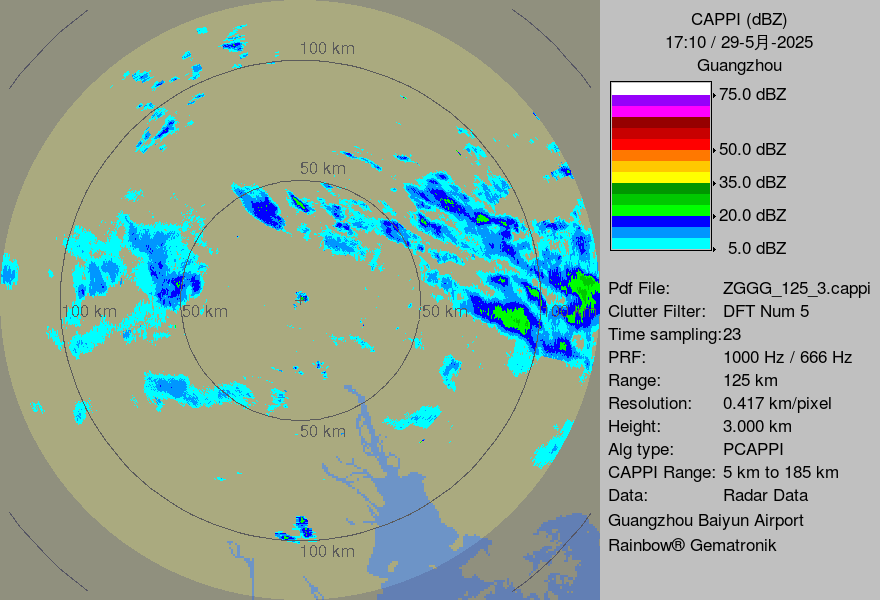 100 km
50 km
100 km
50 km
50 km
50 km
100 km
CAPPI (dBZ)
17:10 / 29-5月-2025
Guangzhou
75.0 dBZ
50.0 dBZ
35.0 dBZ
20.0 dBZ
5.0 dBZ
Pdf File: ZGGG_125_3.cappi
Clutter Filter: DFT Num 5
Time sampling:23
PRF: 1000 Hz / 666 Hz
Range: 125 km
Resolution: 0.417 km/pixel
Height: 3.000 km
Alg type: PCAPPI
CAPPI Range: 5 km to 185 km
Data: Radar Data
Guangzhou Baiyun Airport
Rainbow® Gematronik